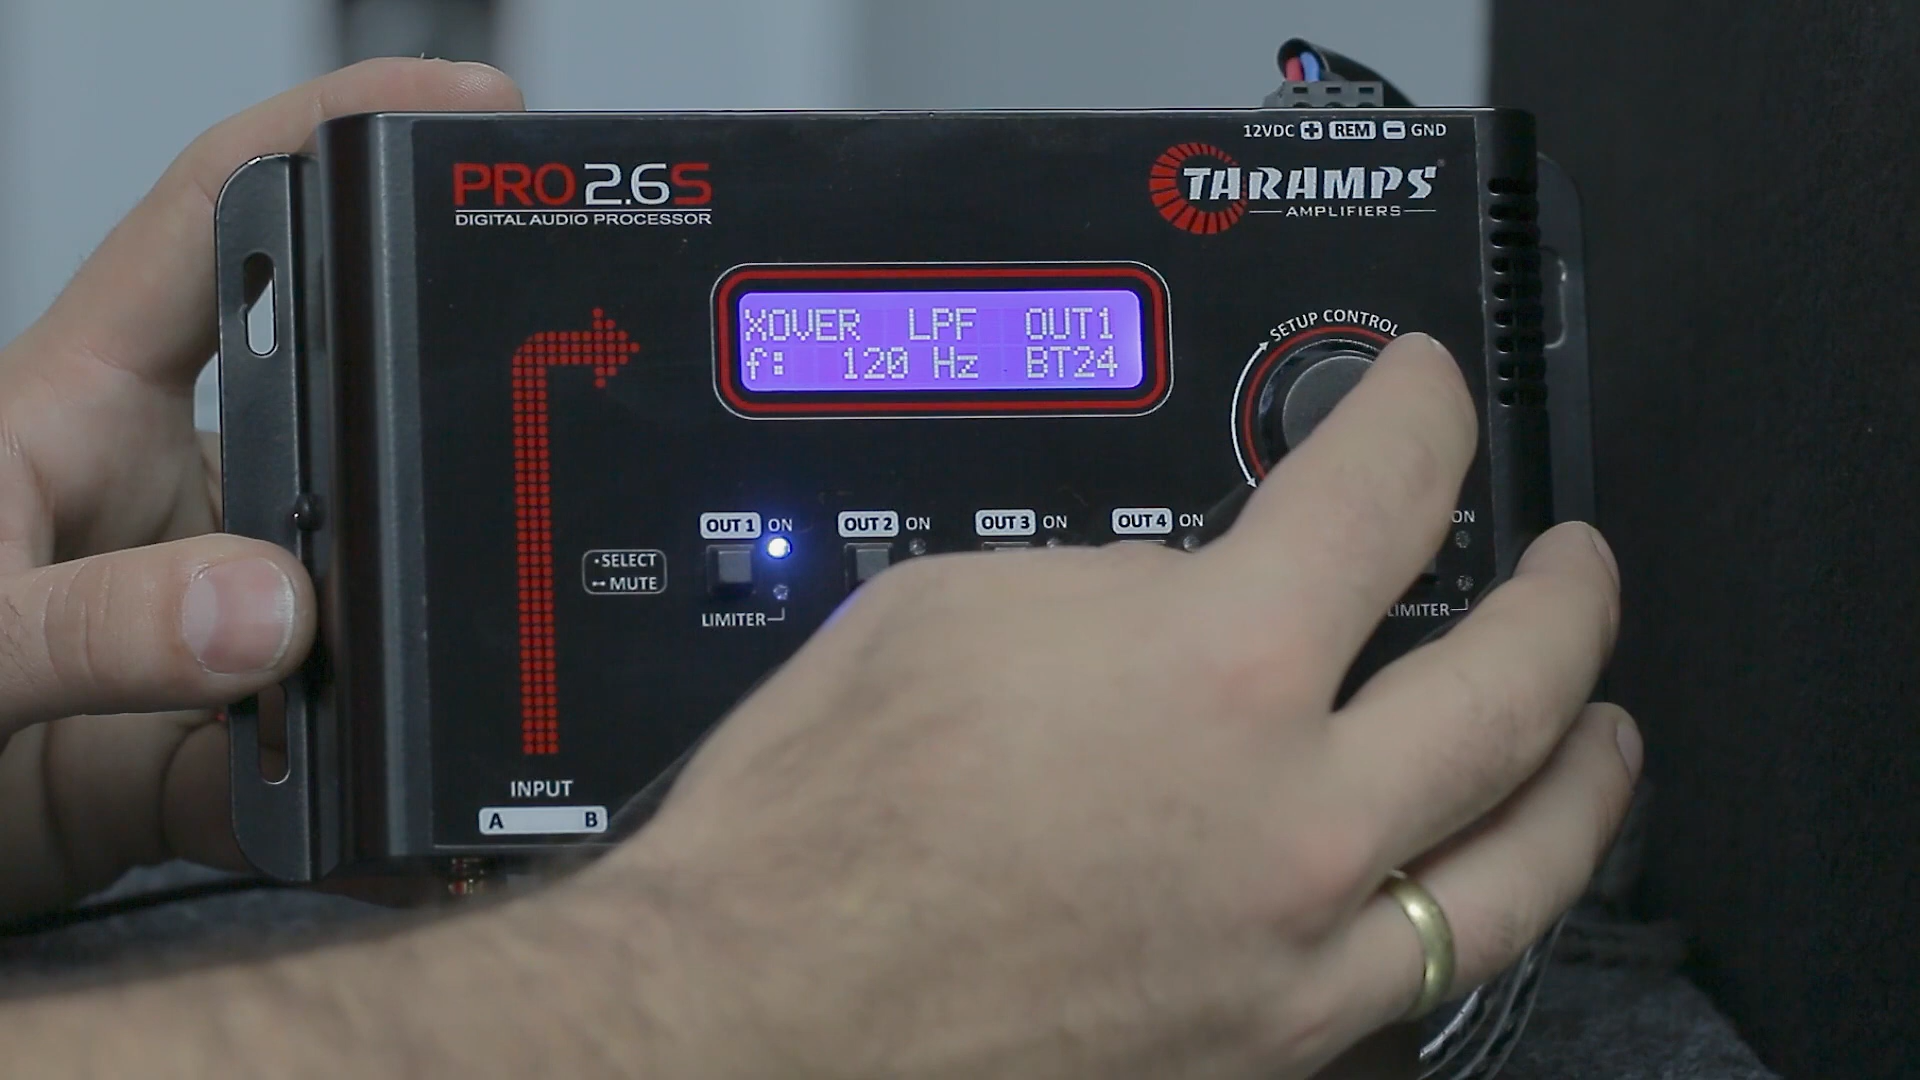 12VDC + REM - GND
PRO 2.6S
DIGITAL AUDIO PROCESSOR
TARAMPS®
AMPLIFIERS
XOVER LPF OUT1
f: 120 Hz BT24
SETUP CONTROL
OUT 1 ON
OUT 2 ON
OUT 3 ON
OUT 4 ON
ON
SELECT
MUTE
LIMITER
LIMITER
INPUT
A B